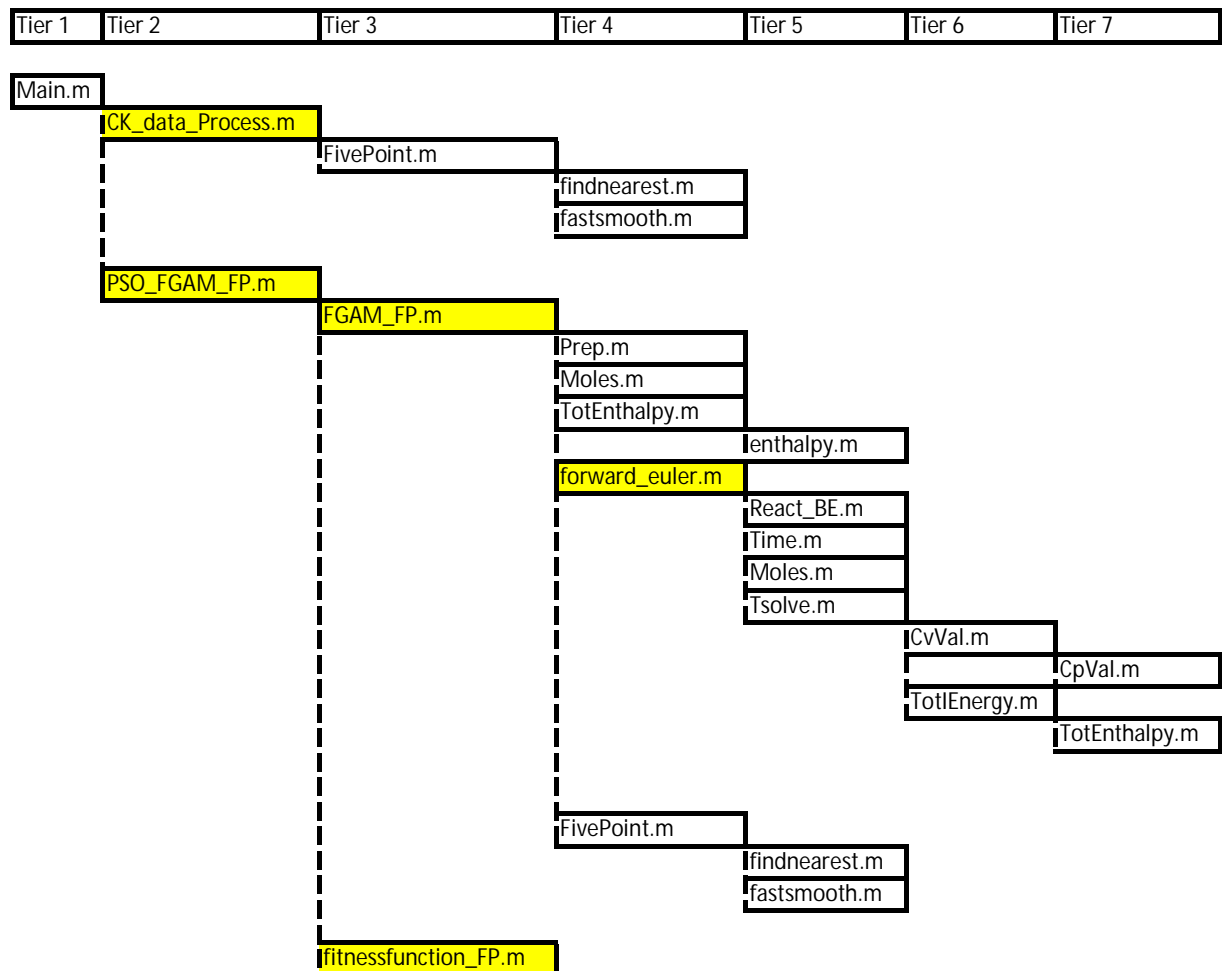 Tier 1 Tier 2 Tier 3 Tier 4 Tier 5 Tier 6 Tier 7
Main.m
CK_data_Process.m
FivePoint.m
findnearest.m
fastsmooth.m
PSO_FGAM_FP.m
FGAM_FP.m
Prep.m
Moles.m
TotEnthalpy.m
enthalpy.m
forward_euler.m
React_BE.m
Time.m
Moles.m
Tsolve.m
CvVal.m
CpVal.m
TotIEnergy.m
TotEnthalpy.m
FivePoint.m
findnearest.m
fastsmooth.m
fitnessfunction_FP.m